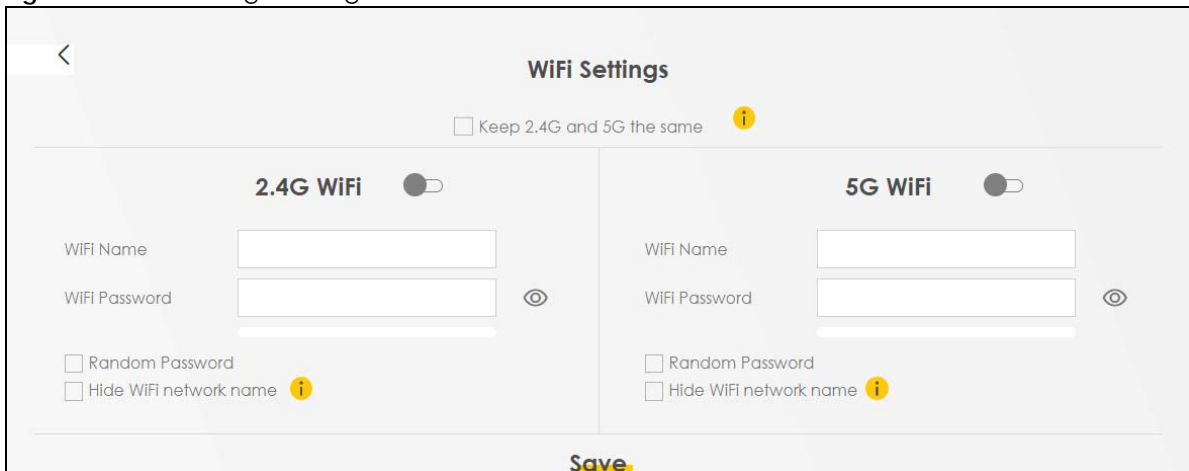 WiFi Settings
Keep 2.4G and 5G the same i
2.4G WiFi
WiFi Name
WiFi Password
Random Password
Hide WiFi network name i
5G WiFi
WiFi Name
WiFi Password
Random Password
Hide WiFi network name i
Save